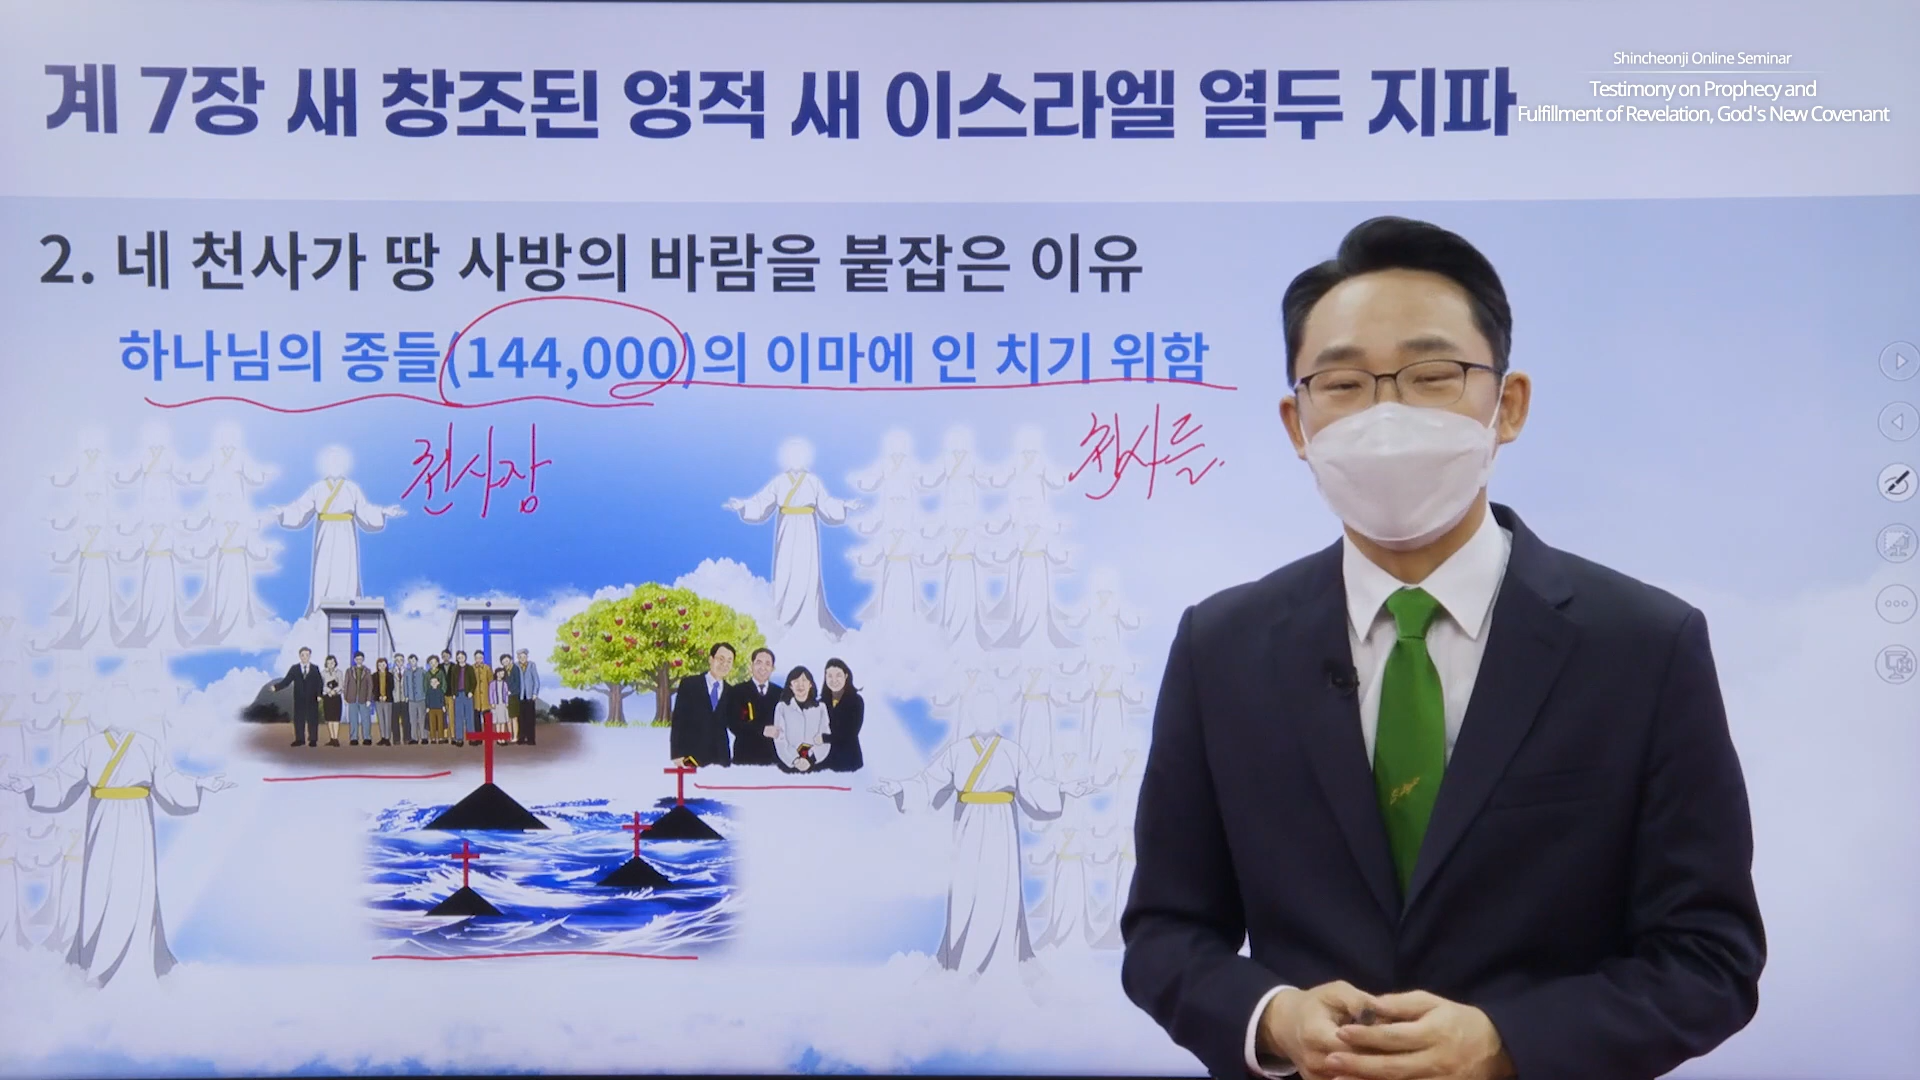 계 7장 새 창조된 영적 새 이스라엘 열두 지파
Shincheonji Online Seminar
Testimony on Prophecy and
Fulfillment of Revelation, God's New Covenant
2. 네 천사가 땅 사방의 바람을 붙잡은 이유
하나님의 종들(144,000)의 이마에 인 치기 위함
천사장
천사들.